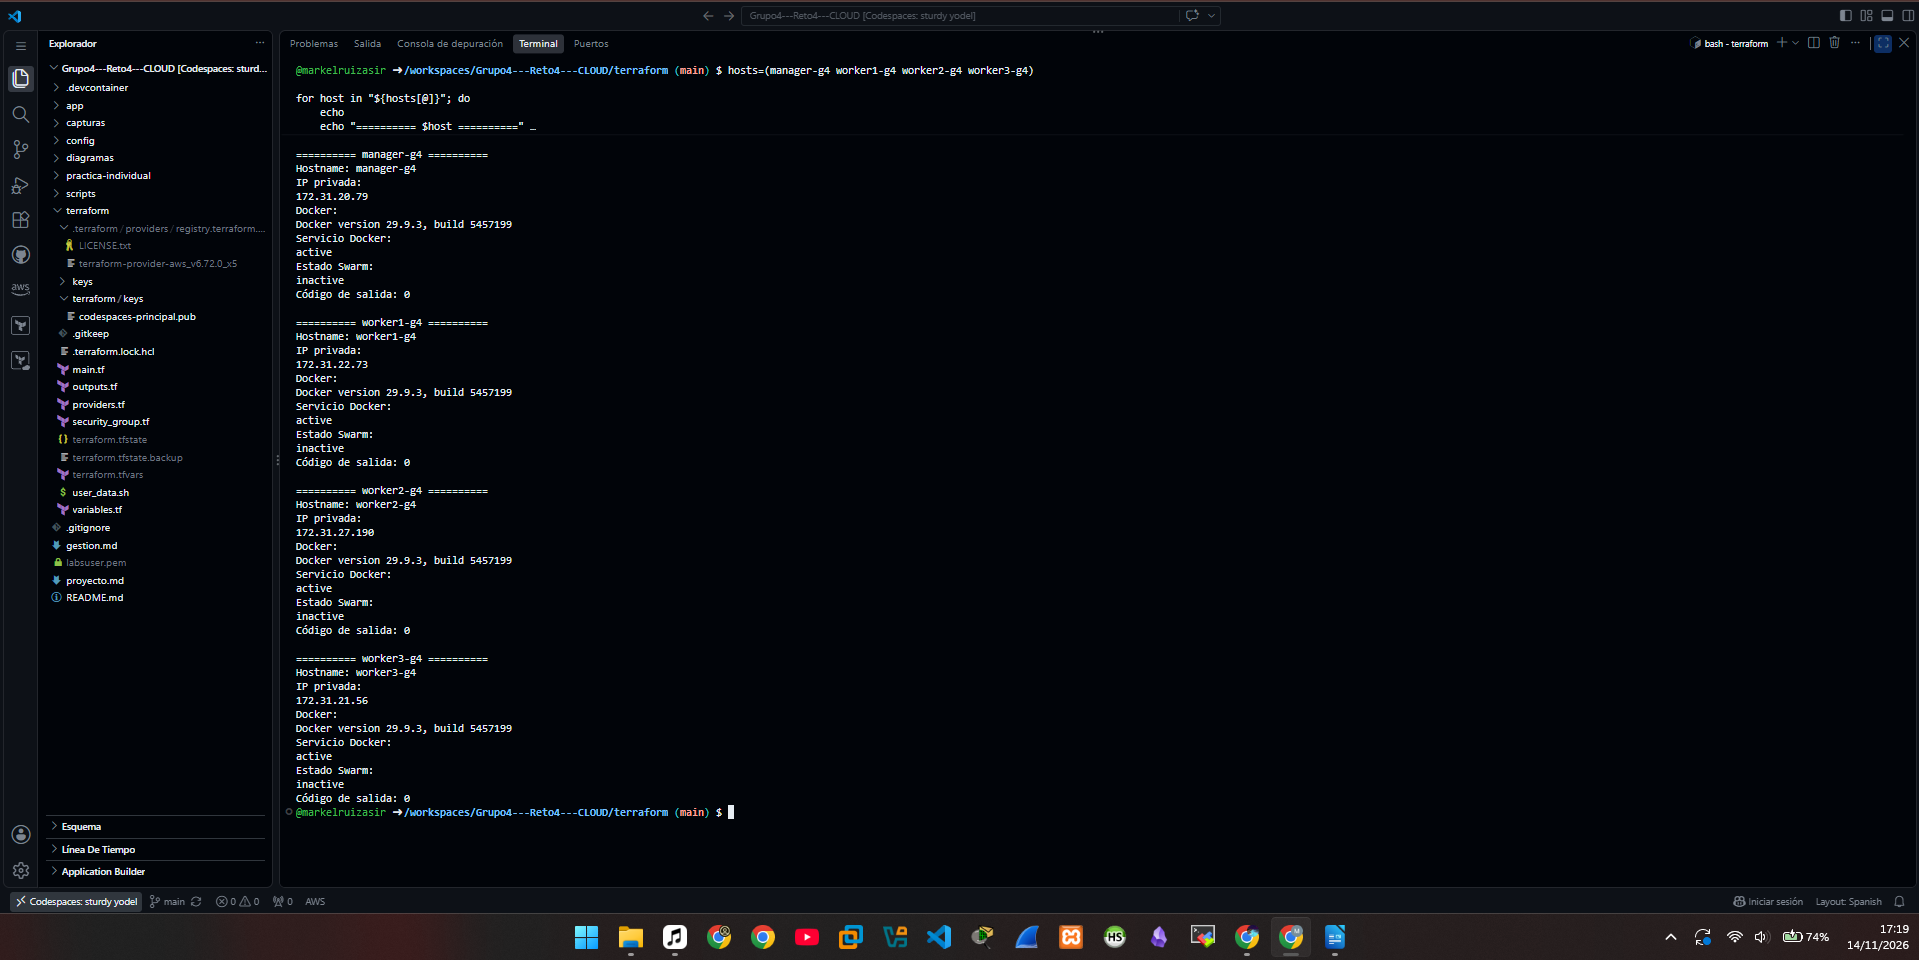 Grupo4---Reto4---CLOUD [Codespaces: sturdy yodel]
Explorador
Grupo4---Reto4---CLOUD [Codespaces: sturd...
.devcontainer
app
capturas
config
diagramas
practica-individual
scripts
terraform
.terraform / providers / registry.terraform....
LICENSE.txt
terraform-provider-aws_v6.72.0_x5
keys
terraform / keys
codespaces-principal.pub
.gitkeep
.terraform.lock.hcl
main.tf
outputs.tf
providers.tf
security_group.tf
terraform.tfstate
terraform.tfstate.backup
terraform.tfvars
user_data.sh
variables.tf
.gitignore
gestion.md
labsuser.pem
proyecto.md
README.md
Esquema
Línea De Tiempo
Application Builder
aws
Problemas Salida Consola de depuración Terminal Puertos
bash - terraform
@markelruizasir ➜/workspaces/Grupo4---Reto4---CLOUD/terraform (main) $ hosts=(manager-g4 worker1-g4 worker2-g4 worker3-g4)
for host in "${hosts[@]}"; do
echo
echo "========== $host ==========" …
========== manager-g4 ==========
Hostname: manager-g4
IP privada:
172.31.20.79
Docker:
Docker version 29.9.3, build 5457199
Servicio Docker:
active
Estado Swarm:
inactive
Código de salida: 0
========== worker1-g4 ==========
Hostname: worker1-g4
IP privada:
172.31.22.73
Docker:
Docker version 29.9.3, build 5457199
Servicio Docker:
active
Estado Swarm:
inactive
Código de salida: 0
========== worker2-g4 ==========
Hostname: worker2-g4
IP privada:
172.31.27.190
Docker:
Docker version 29.9.3, build 5457199
Servicio Docker:
active
Estado Swarm:
inactive
Código de salida: 0
========== worker3-g4 ==========
Hostname: worker3-g4
IP privada:
172.31.21.56
Docker:
Docker version 29.9.3, build 5457199
Servicio Docker:
active
Estado Swarm:
inactive
Código de salida: 0
@markelruizasir ➜/workspaces/Grupo4---Reto4---CLOUD/terraform (main) $
Codespaces: sturdy yodel main 0 0 0 AWS
Iniciar sesión Layout: Spanish
HS
74%
17:19
14/11/2026